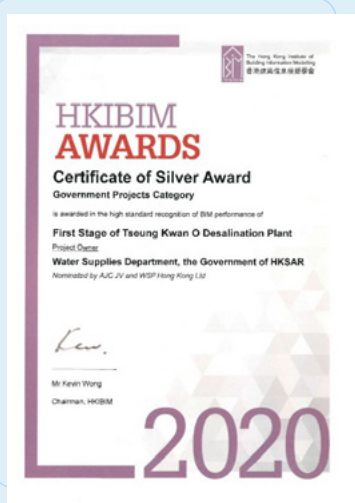 The Hong Kong Institute of
Building Information Modelling
香港建築信息模擬學會
HKIBIM
AWARDS
Certificate of Silver Award
Government Projects Category
is awarded in the high standard recognition of BIM performance of
First Stage of Tseung Kwan O Desalination Plant
Project Owner
Water Supplies Department, the Government of HKSAR
Nominated by AJC JV and WSP Hong Kong Ltd
Kev.
Mr Kevin Wong
Chairman, HKIBIM
2020